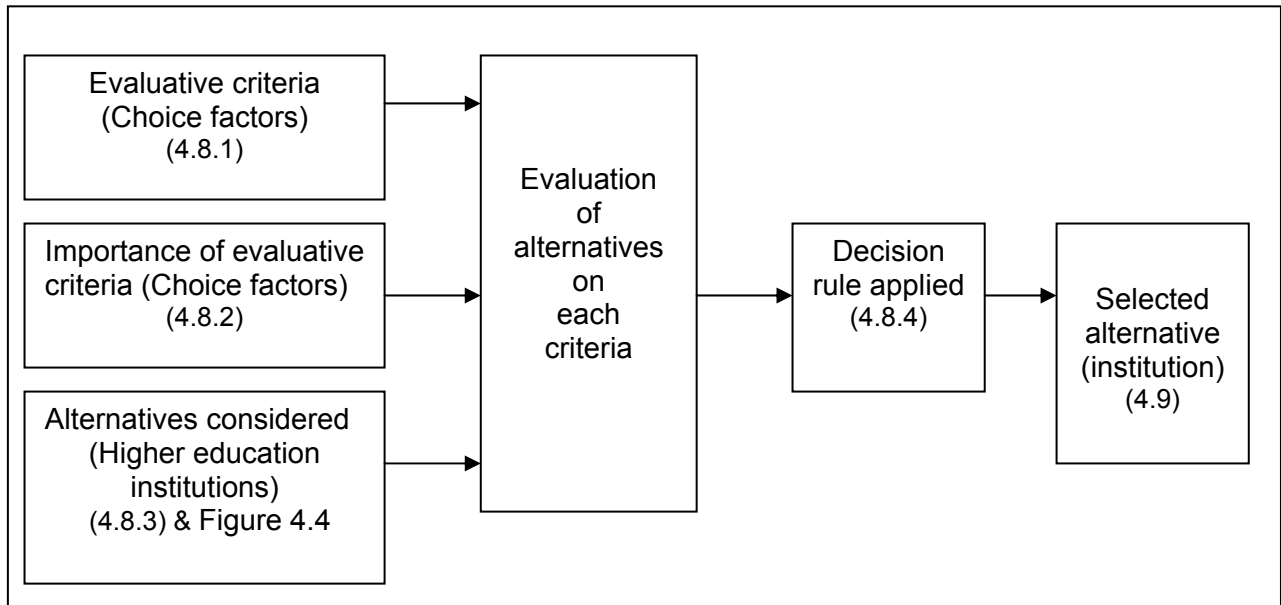 Evaluative criteria
(Choice factors)
(4.8.1)
Importance of evaluative
criteria (Choice factors)
(4.8.2)
Alternatives considered
(Higher education
institutions)
(4.8.3) & Figure 4.4
Evaluation
of
alternatives
on
each
criteria
Decision
rule applied
(4.8.4)
Selected
alternative
(institution)
(4.9)